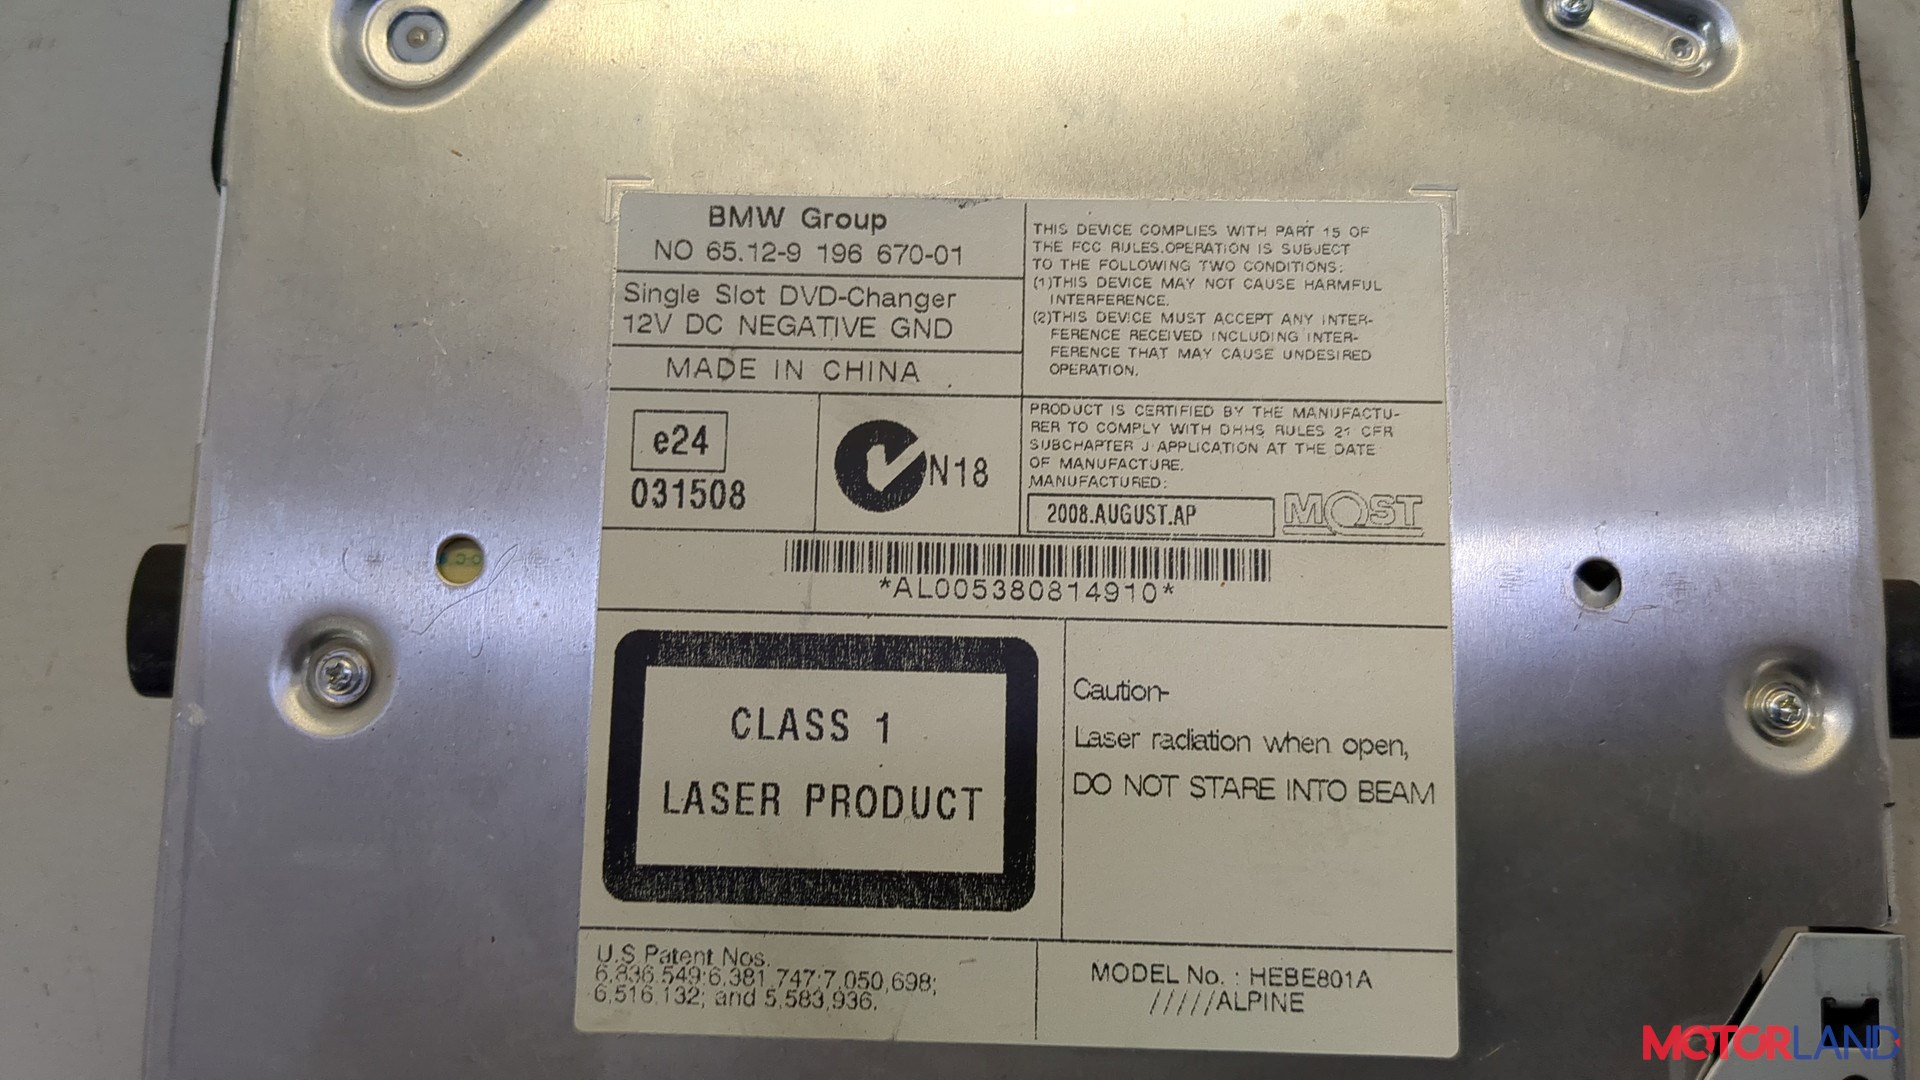 BMW Group
NO 65.12-9 196 670-01
Single Slot DVD-Changer
12V DC NEGATIVE GND
MADE IN CHINA
THIS DEVICE COMPLIES WITH PART 15 OF
THE FCC RULES.OPERATION IS SUBJECT
TO THE FOLLOWING TWO CONDITIONS:
(1)THIS DEVICE MAY NOT CAUSE HARMFUL
INTERFERENCE.
(2)THIS DEVICE MUST ACCEPT ANY INTER-
FERENCE RECEIVED INCLUDING INTER-
FERENCE THAT MAY CAUSE UNDESIRED
OPERATION.
e24
031508
N18
PRODUCT IS CERTIFIED BY THE MANUFACTU-
RER TO COMPLY WITH DHHS RULES 21 CFR
SUBCHAPTER J APPLICATION AT THE DATE
OF MANUFACTURE.
MANUFACTURED:
2008.AUGUST.AP
MOST
*AL005380814910*
CLASS 1
LASER PRODUCT
Caution-
Laser radiation when open,
DO NOT STARE INTO BEAM
U.S Patent Nos.
6,836,549;6,381,747;7,050,698;
6,516,132; and 5,583,936.
MODEL No. : HEBE801A
/////ALPINE
MOTORLAND